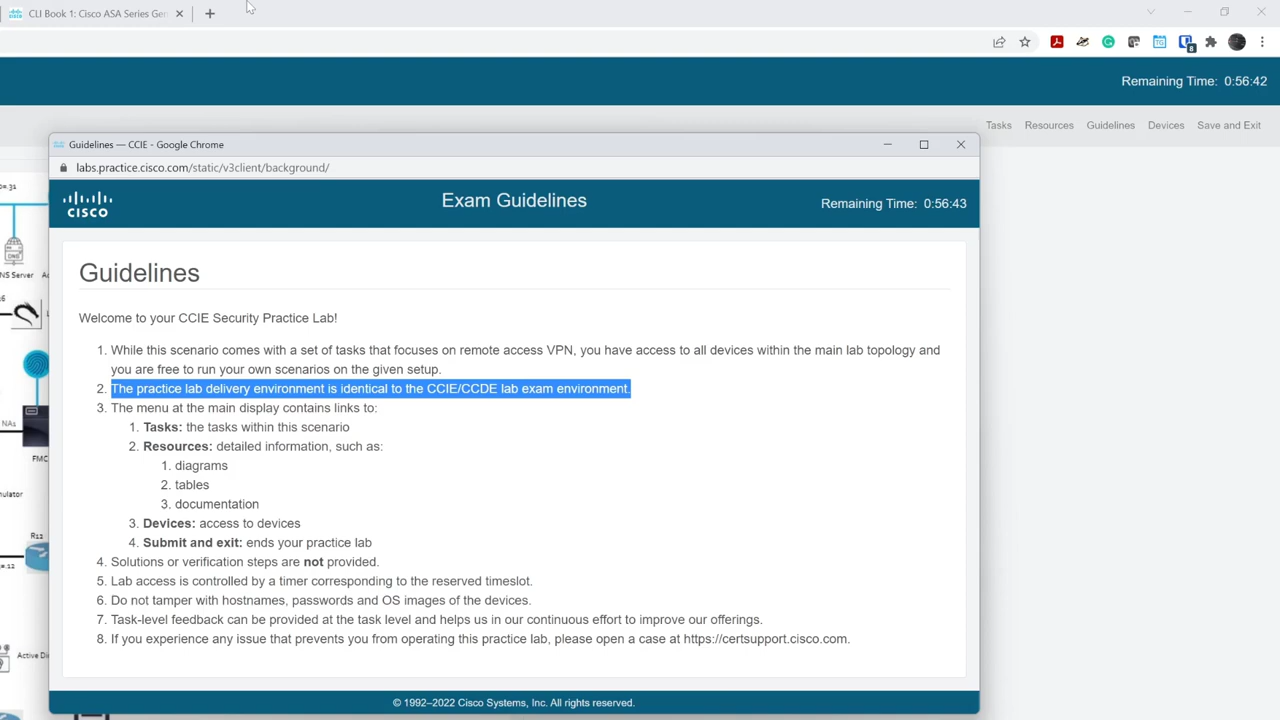 CLI Book 1: Cisco ASA Series Gen
Remaining Time: 0:56:42
Tasks Resources Guidelines Devices Save and Exit
Guidelines — CCIE - Google Chrome
labs.practice.cisco.com/static/v3client/background/
CISCO
Exam Guidelines
Remaining Time: 0:56:43
Guidelines
Welcome to your CCIE Security Practice Lab!
1. While this scenario comes with a set of tasks that focuses on remote access VPN, you have access to all devices within the main lab topology and
you are free to run your own scenarios on the given setup.
2. The practice lab delivery environment is identical to the CCIE/CCDE lab exam environment.
3. The menu at the main display contains links to:
1. Tasks: the tasks within this scenario
2. Resources: detailed information, such as:
1. diagrams
2. tables
3. documentation
3. Devices: access to devices
4. Submit and exit: ends your practice lab
4. Solutions or verification steps are not provided.
5. Lab access is controlled by a timer corresponding to the reserved timeslot.
6. Do not tamper with hostnames, passwords and OS images of the devices.
7. Task-level feedback can be provided at the task level and helps us in our continuous effort to improve our offerings.
8. If you experience any issue that prevents you from operating this practice lab, please open a case at https://certsupport.cisco.com.
© 1992–2022 Cisco Systems, Inc. All rights reserved.
NS Server
NA1
FMC
nulator
R12
Active Di